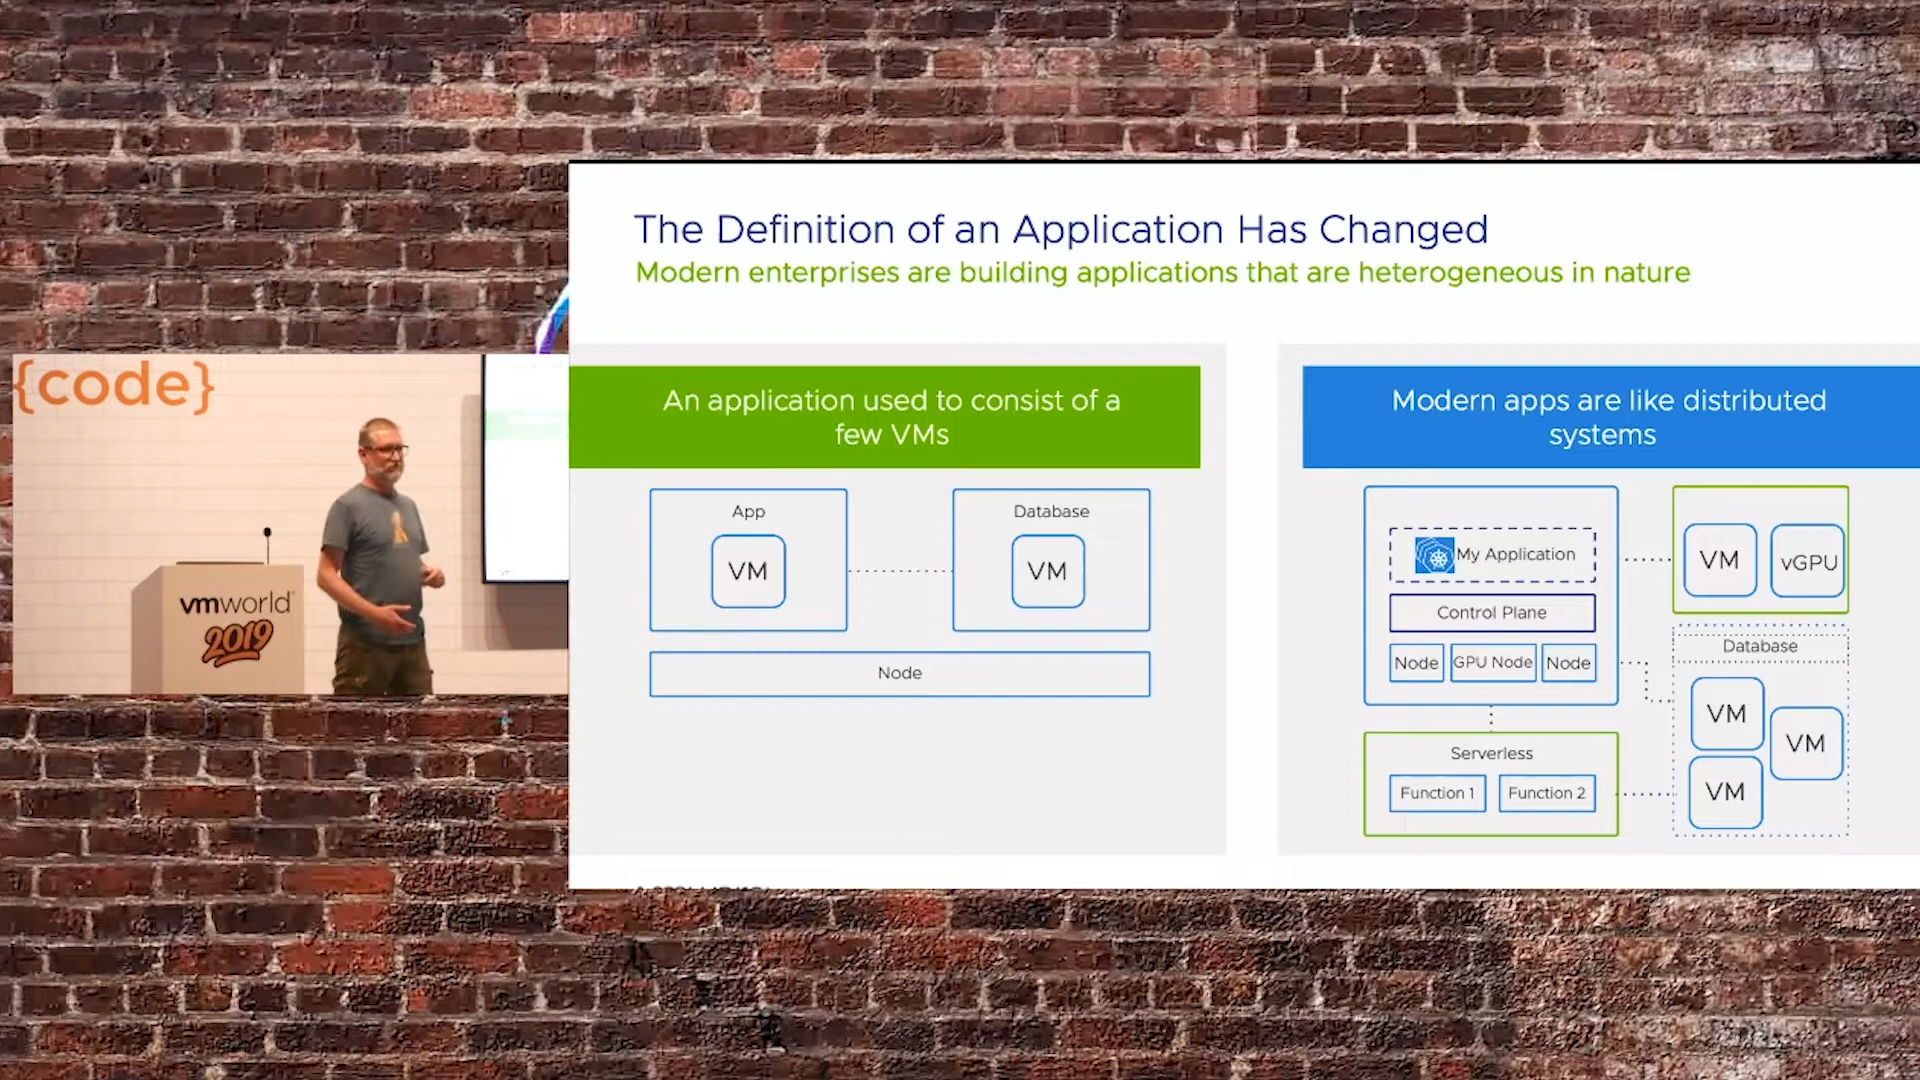 {code}
vmworld
2019
The Definition of an Application Has Changed
Modern enterprises are building applications that are heterogeneous in nature
An application used to consist of a
few VMs
App
VM
Database
VM
Node
Modern apps are like distributed
systems
My Application
Control Plane
Node
GPU Node
Node
VM
vGPU
Database
VM
VM
VM
Serverless
Function 1
Function 2